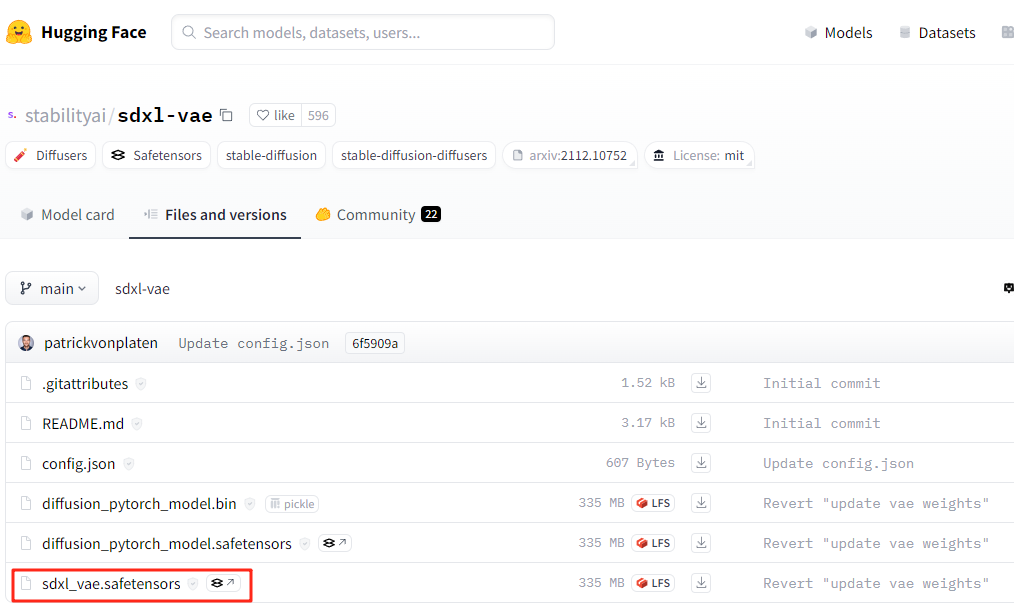 Hugging Face Search models, datasets, users... Models Datasets
s. stabilityai/sdxl-vae like 596
Diffusers Safetensors stable-diffusion stable-diffusion-diffusers arxiv:2112.10752 License: mit
Model card Files and versions Community 22
main sdxl-vae
patrickvonplaten Update config.json 6f5909a
.gitattributes 1.52 kB Initial commit
README.md 3.17 kB Initial commit
config.json 607 Bytes Update config.json
diffusion_pytorch_model.bin pickle 335 MB LFS Revert "update vae weights"
diffusion_pytorch_model.safetensors 335 MB LFS Revert "update vae weights"
sdxl_vae.safetensors 335 MB LFS Revert "update vae weights"